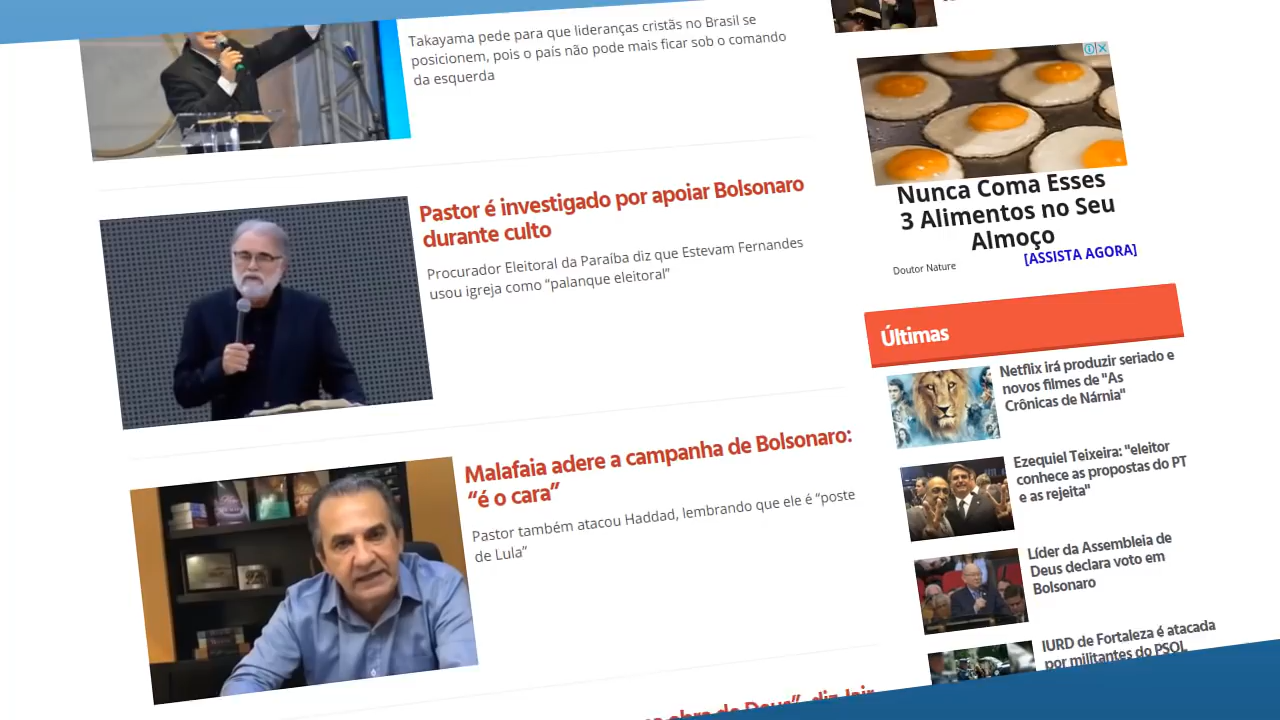 Takayama pede para que lideranças cristãs no Brasil se
posicionem, pois o país não pode mais ficar sob o comando
da esquerda
Pastor é investigado por apoiar Bolsonaro
durante culto
Procurador Eleitoral da Paraíba diz que Estevam Fernandes
usou igreja como “palanque eleitoral”
Malafaia adere a campanha de Bolsonaro:
“é o cara”
Pastor também atacou Haddad, lembrando que ele é “poste
de Lula”
obra de Deus”, diz Jair
Nunca Coma Esses
3 Alimentos no Seu
Almoço
Doutor Nature
[ASSISTA AGORA]
Últimas
Netflix irá produzir seriado e
novos filmes de "As
Crônicas de Nárnia"
Ezequiel Teixeira: "eleitor
conhece as propostas do PT
e as rejeita"
Líder da Assembleia de
Deus declara voto em
Bolsonaro
IURD de Fortaleza é atacada
por militantes do PSOL